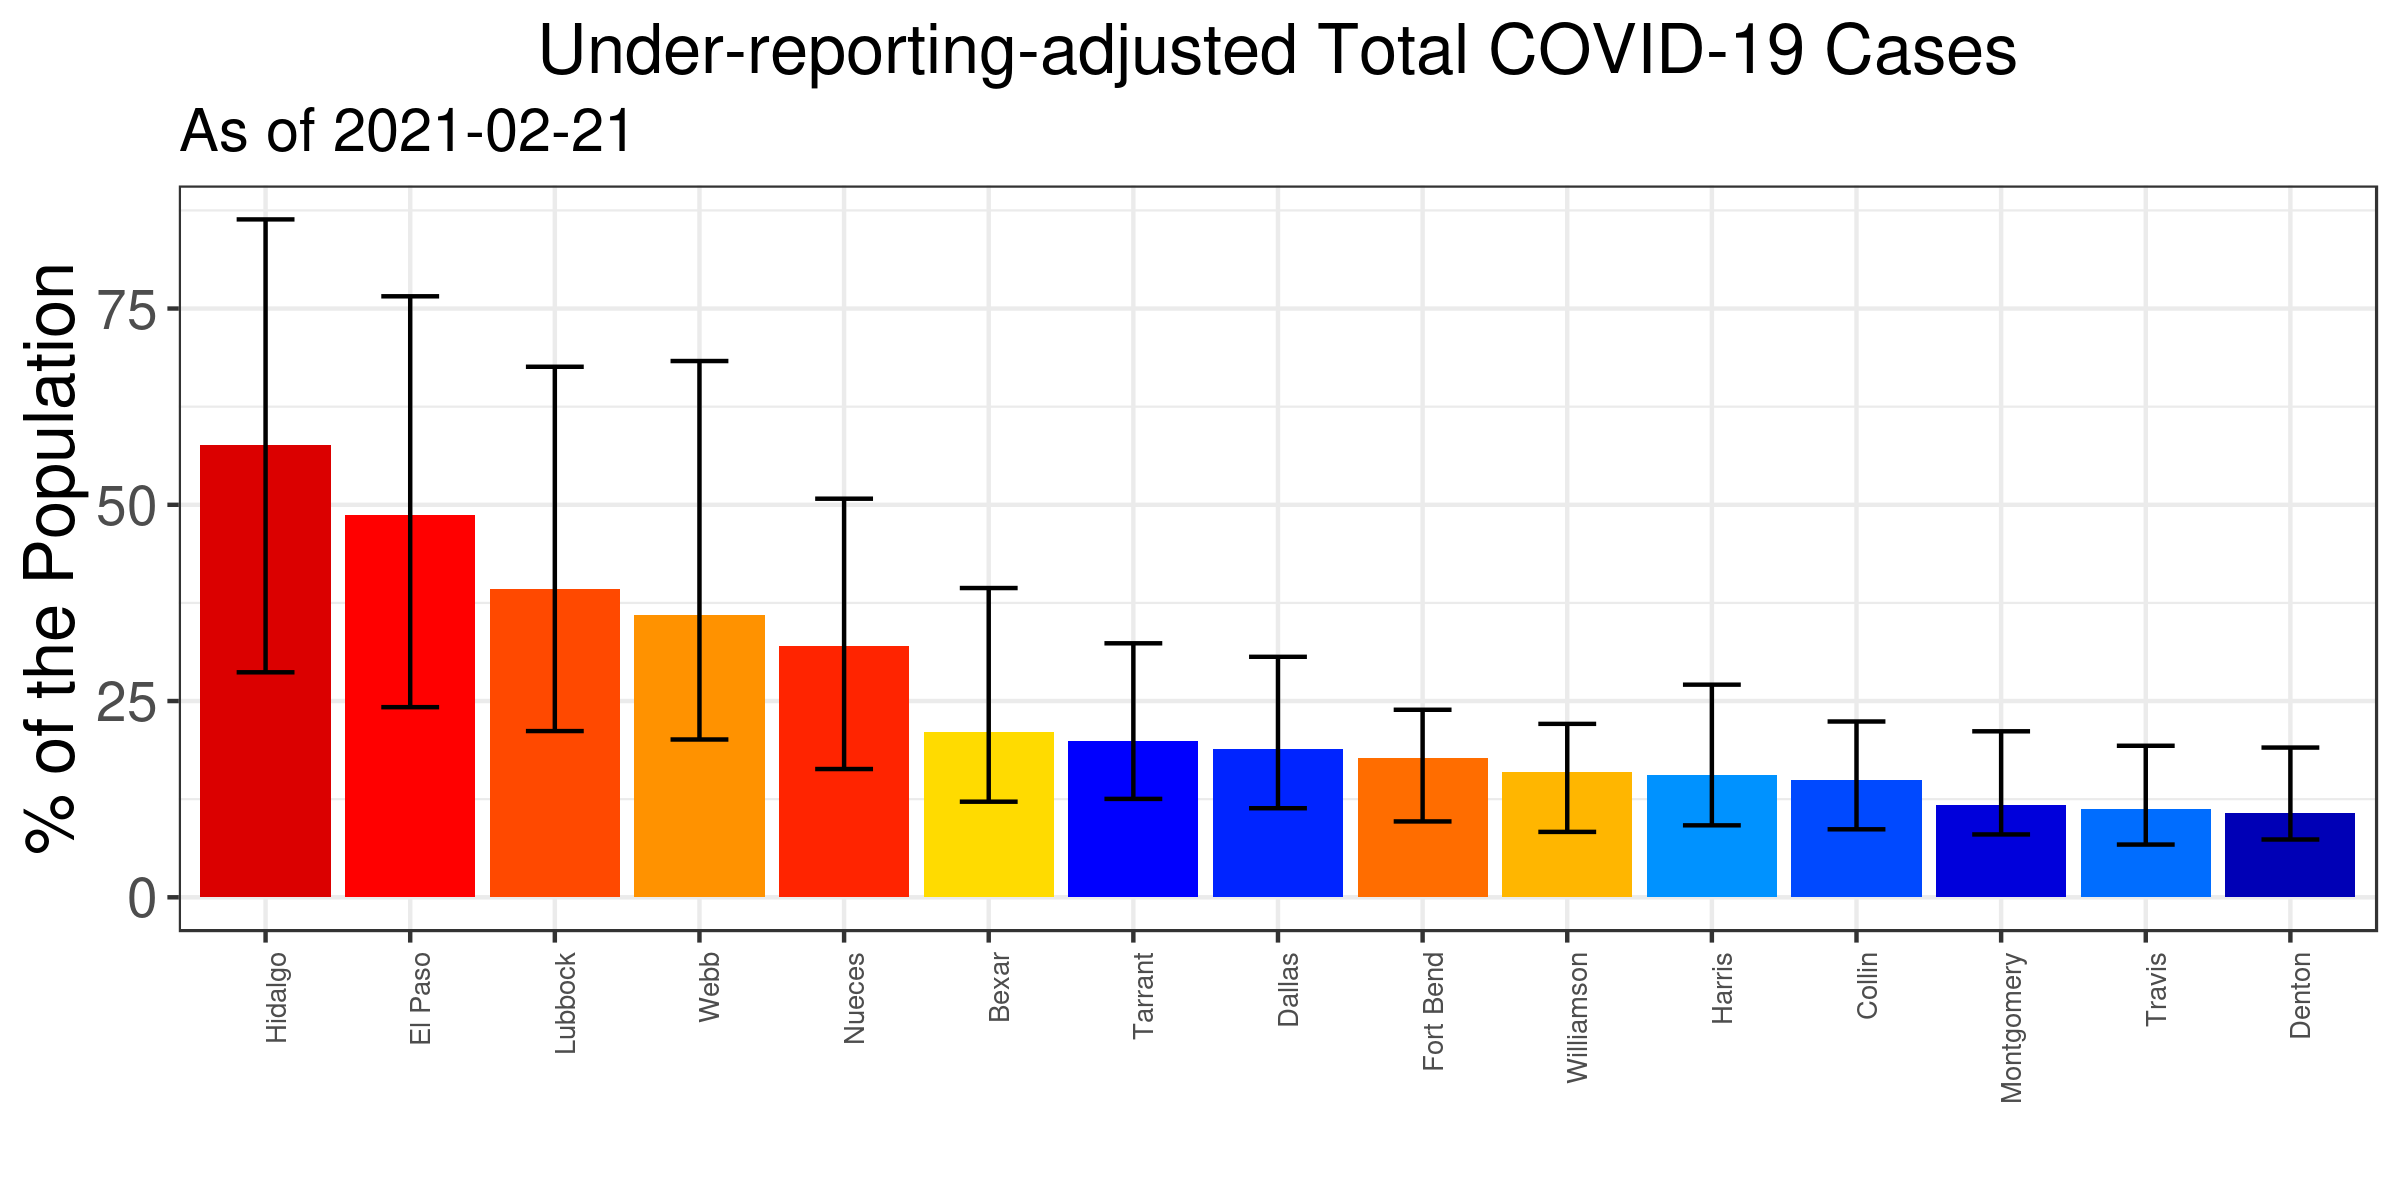 Under-reporting-adjusted Total COVID-19 Cases
As of 2021-02-21
% of the Population
75
50
25
0
Hidalgo
El Paso
Lubbock
Webb
Nueces
Bexar
Tarrant
Dallas
Fort Bend
Williamson
Harris
Collin
Montgomery
Travis
Denton